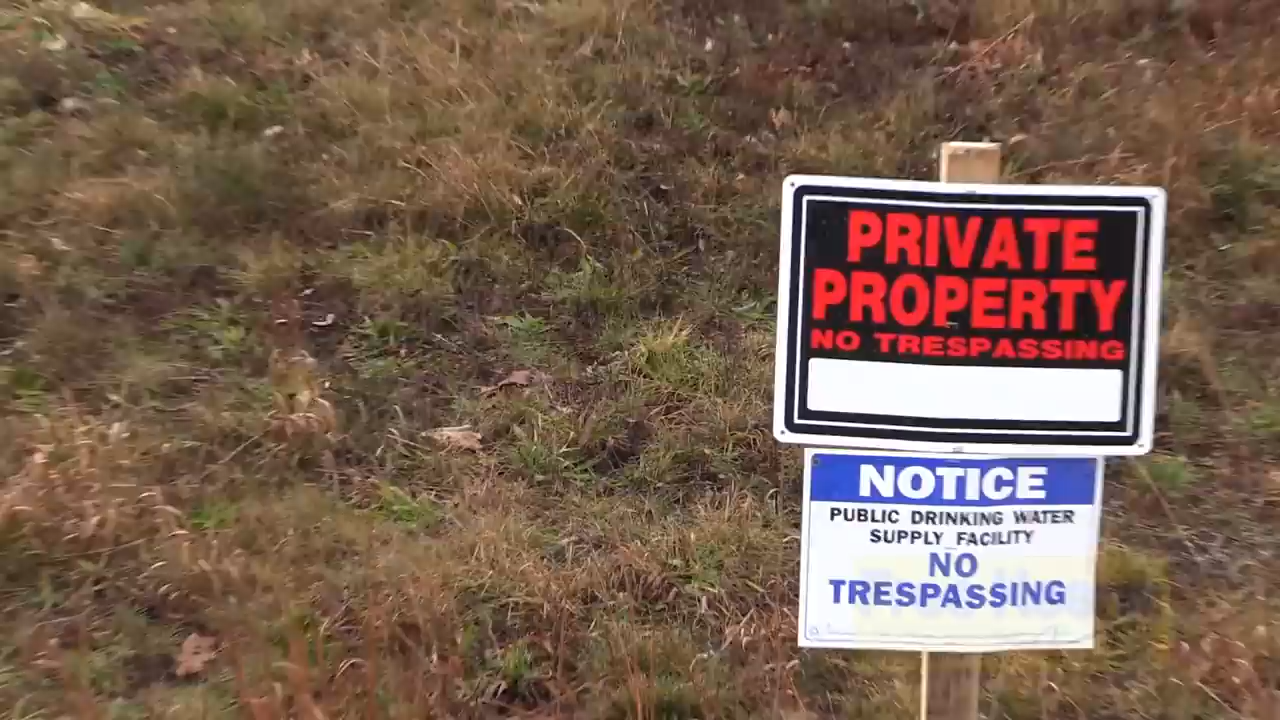 PRIVATE
PROPERTY
NO TRESPASSING
NOTICE
PUBLIC DRINKING WATER
SUPPLY FACILITY
NO
TRESPASSING